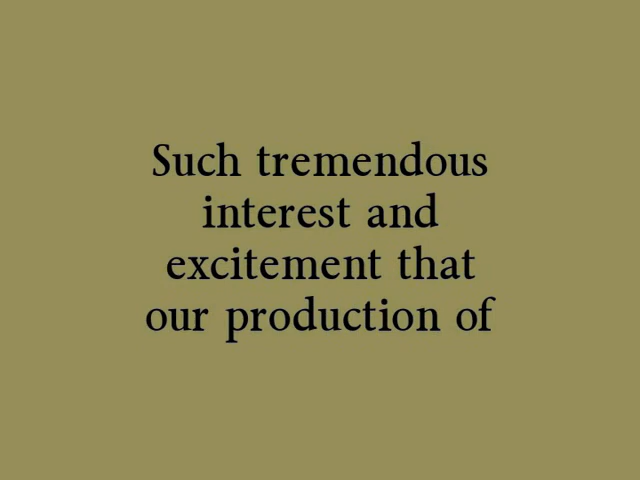 Such tremendous
interest and
excitement that
our production of